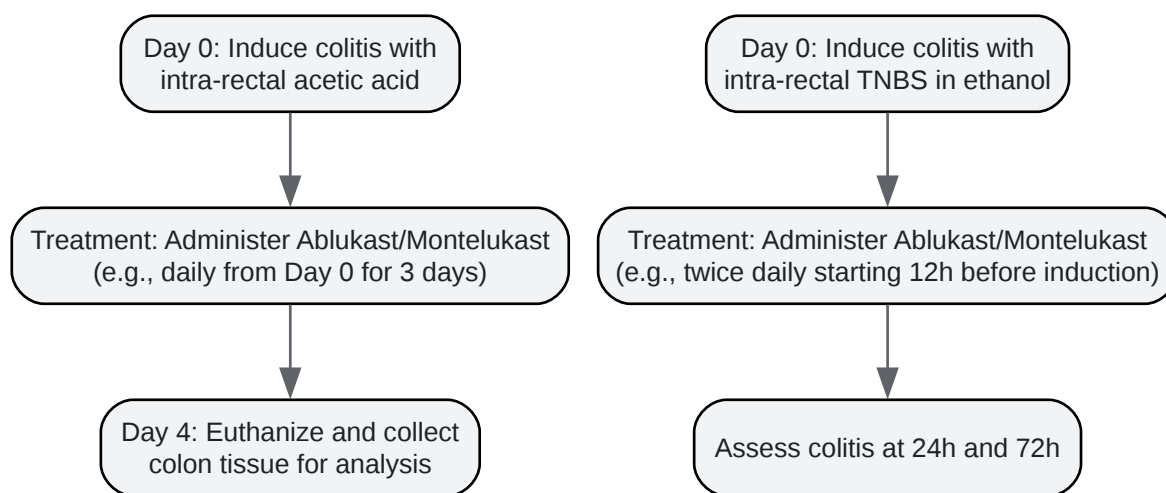 Day 0: Induce colitis with
intra-rectal acetic acid
Treatment: Administer Ablukast/Montelukast
(e.g., daily from Day 0 for 3 days)
Day 4: Euthanize and collect
colon tissue for analysis
Day 0: Induce colitis with
intra-rectal TNBS in ethanol
Treatment: Administer Ablukast/Montelukast
(e.g., twice daily starting 12h before induction)
Assess colitis at 24h and 72h